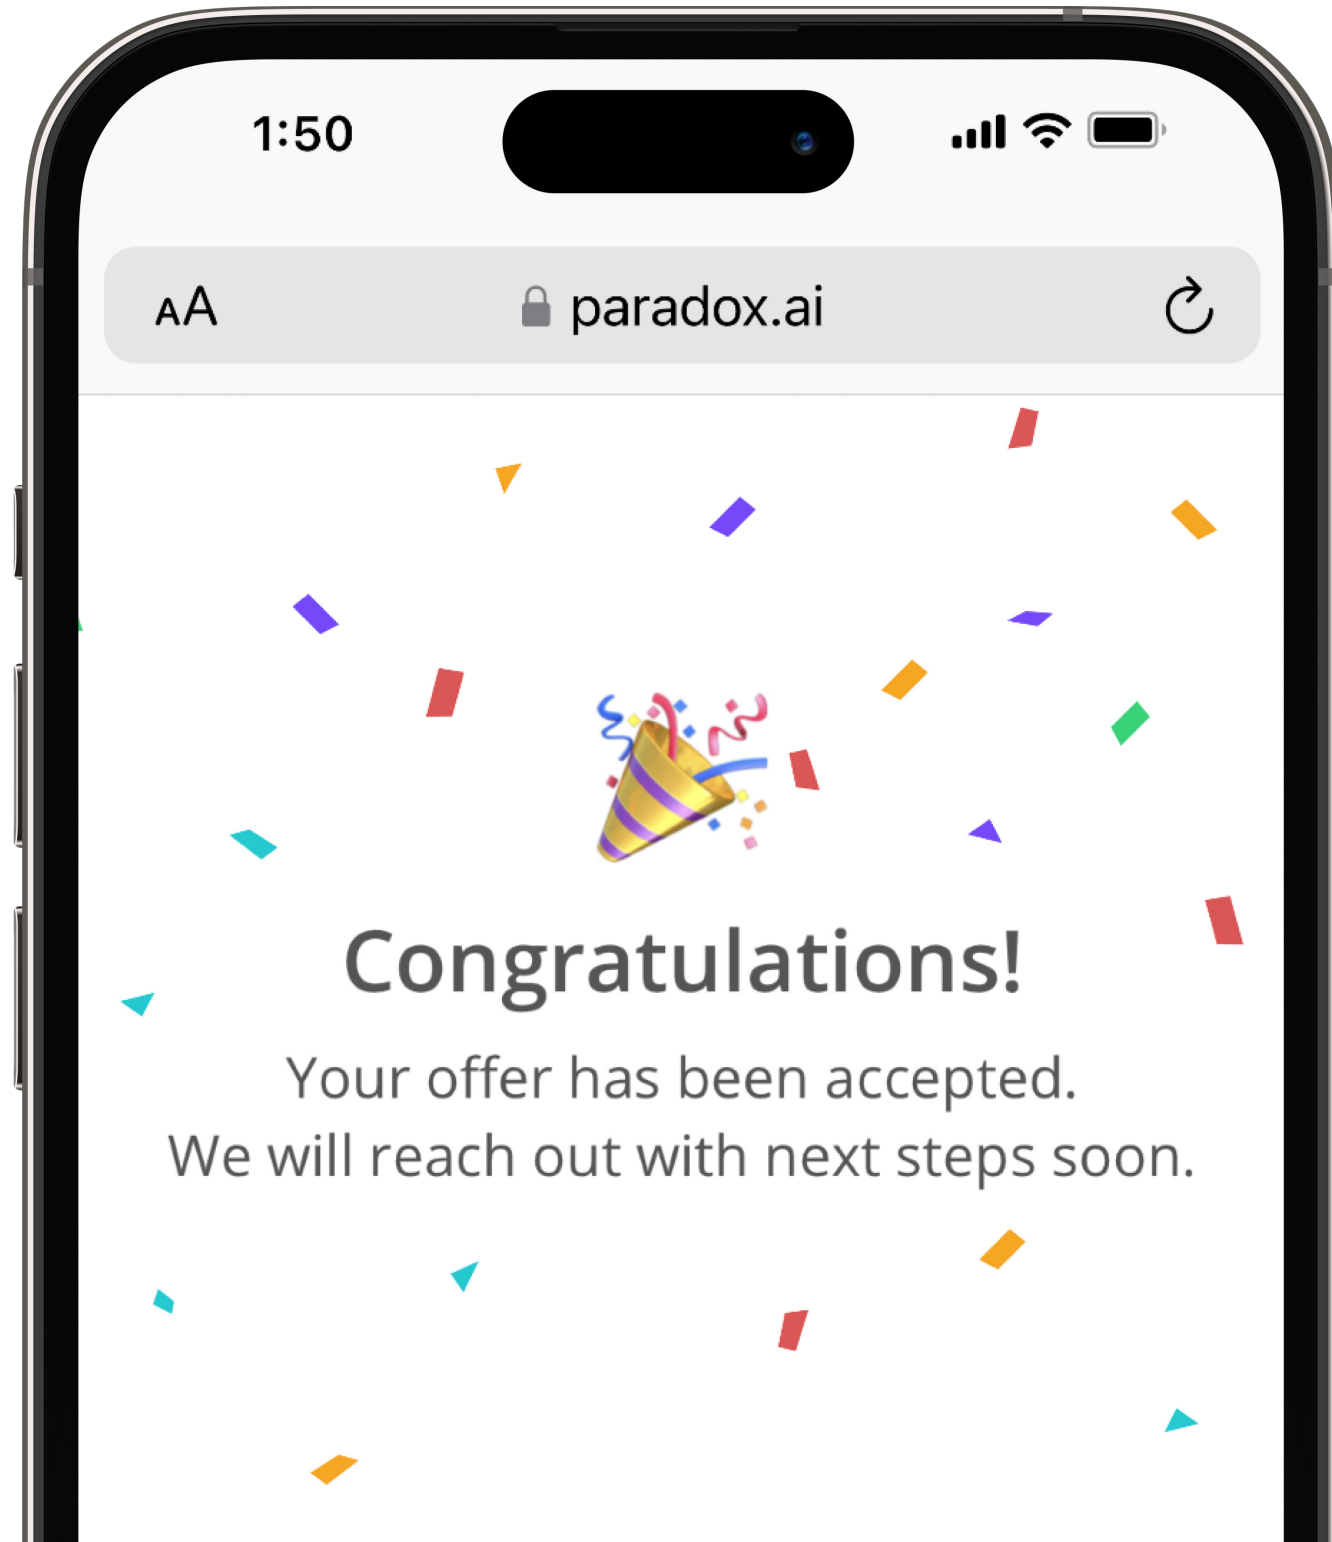 1:50
AA
paradox.ai
Congratulations!
Your offer has been accepted.
We will reach out with next steps soon.